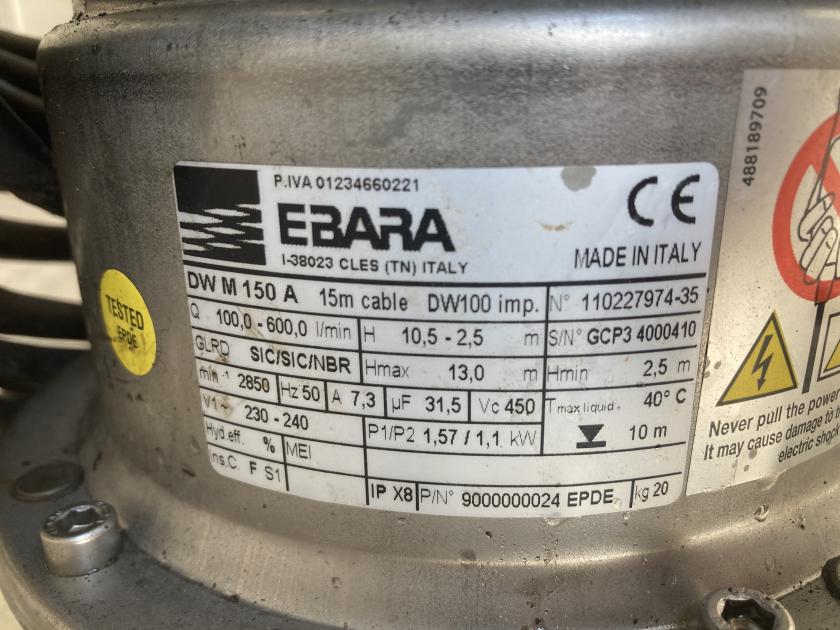 P.IVA 01234660221
EBARA
I-38023 CLES (TN) ITALY
CE
MADE IN ITALY
DW M 150 A 15m cable DW100 imp. N° 110227974-35
Q 100,0-600,0 l/min H 10,5 - 2,5 m S/N° GCP3 4000410
GLRD SIC/SIC/NBR Hmax 13,0 m Hmin 2,5 m
min-1 2850 Hz 50 A 7,3 µF 31,5 Vc 450 Tmax liquid. 40° C
V1~ 230 - 240 P1/P2 1,57 / 1,1 kW 10 m
Hyd.eff. % MEI
Ins.C. F S1 IP X8 P/N° 9000000024 EPDE kg 20
TESTED
EPDE
488189709
Never pull the power
It may cause damage to
electric shock